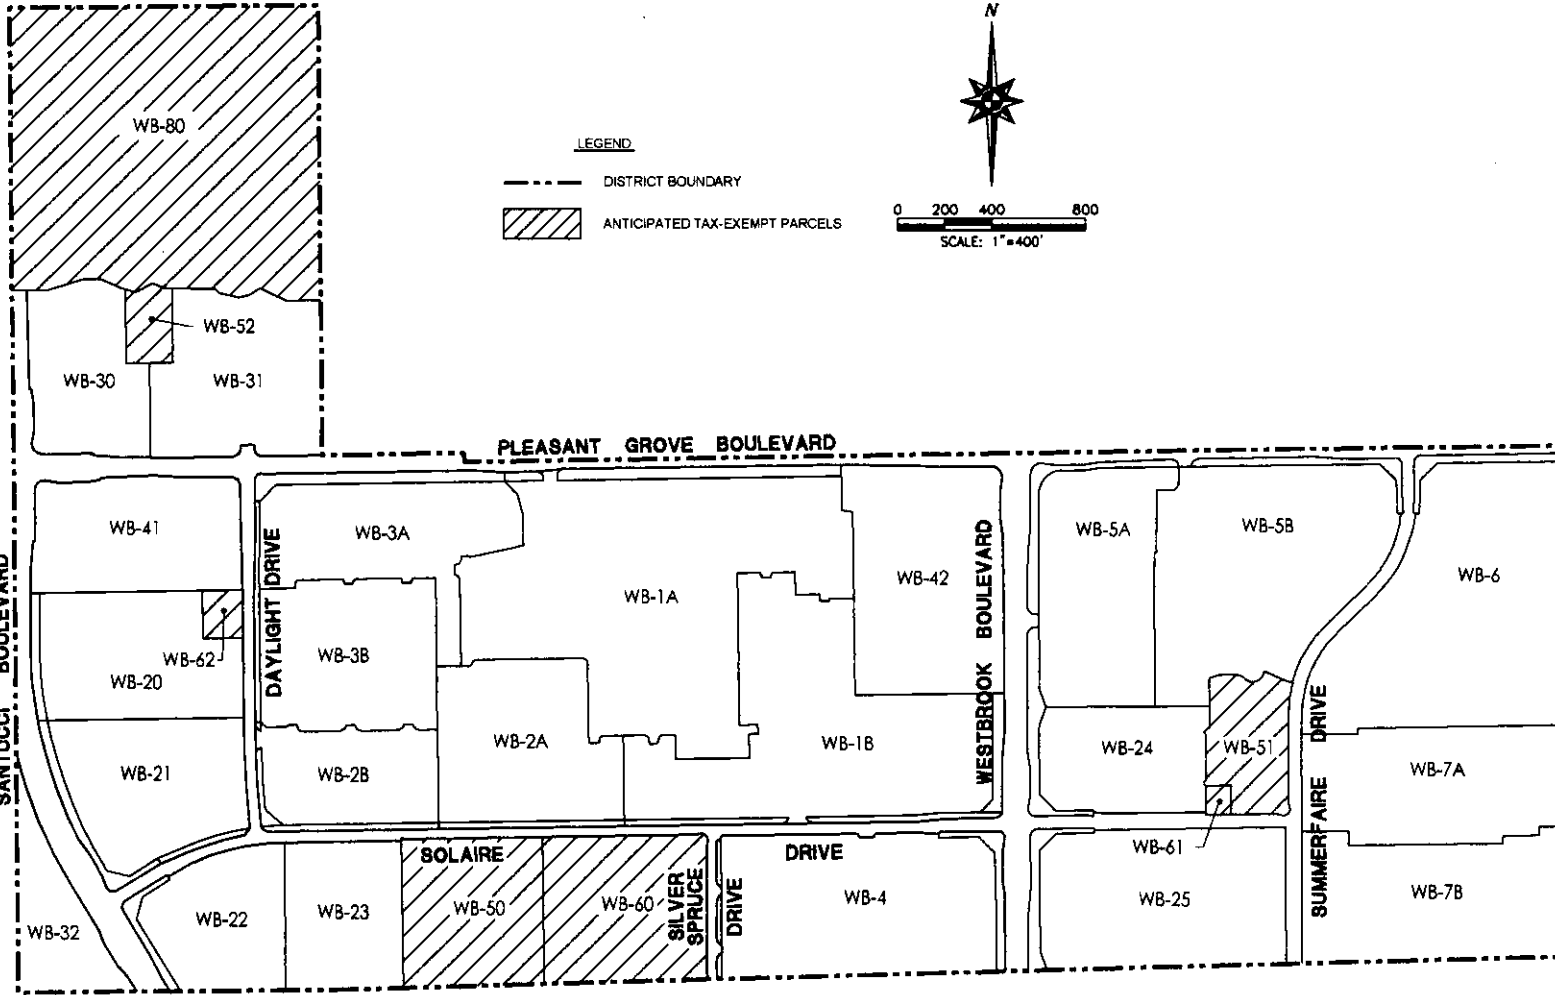 N
WB-80
LEGEND
DISTRICT BOUNDARY
ANTICIPATED TAX-EXEMPT PARCELS
0 200 400 800
SCALE: 1"=400'
WB-52
WB-30
WB-31
PLEASANT GROVE BOULEVARD
WB-41
WB-3A
WB-5A
WB-5B
WB-42
WB-6
WB-1A
DAYLIGHT DRIVE
WESTBROOK BOULEVARD
SANTUCCI BOULEVARD
WB-62
WB-3B
WB-20
WB-2A
WB-1B
WB-24
WB-51
WB-21
WB-2B
WB-7A
SUMMERFAIRE DRIVE
SOLAIRE DRIVE
WB-61
SILVER SPRUCE
DRIVE
WB-22
WB-23
WB-50
WB-60
WB-4
WB-25
WB-7B
WB-32